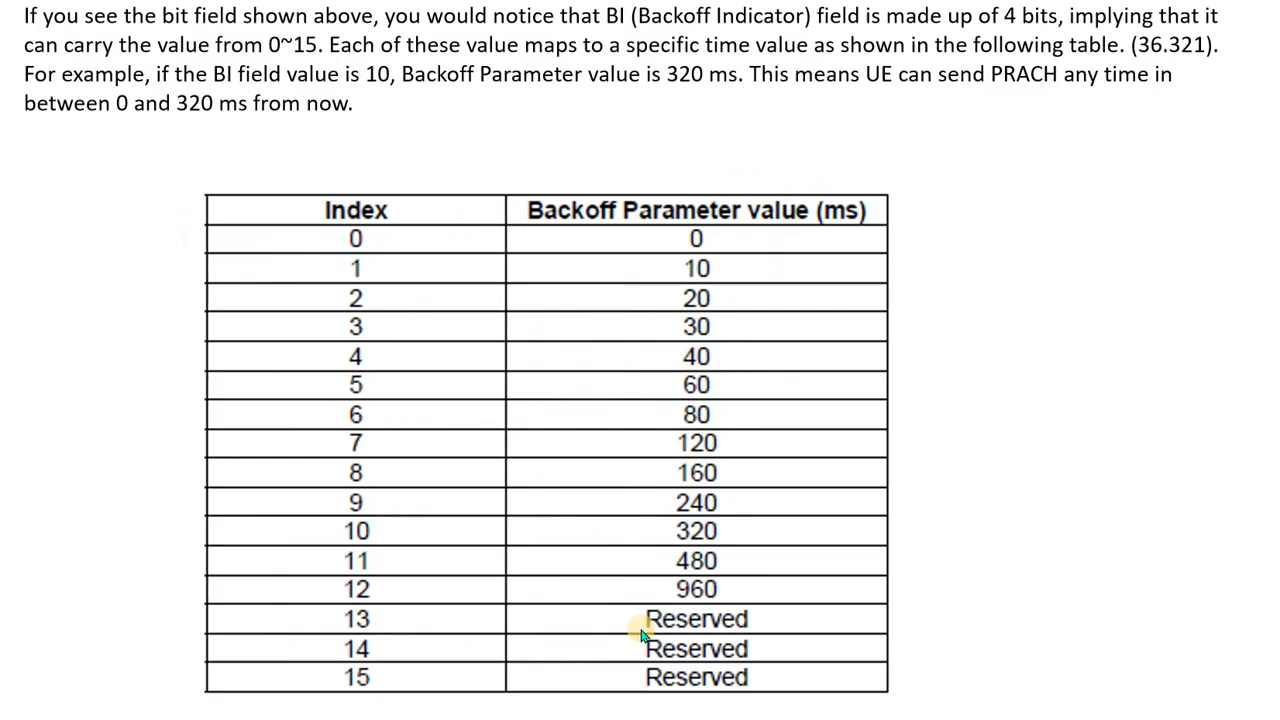 If you see the bit field shown above, you would notice that BI (Backoff Indicator) field is made up of 4 bits, implying that it
can carry the value from 0~15. Each of these value maps to a specific time value as shown in the following table. (36.321).
For example, if the BI field value is 10, Backoff Parameter value is 320 ms. This means UE can send PRACH any time in
between 0 and 320 ms from now.
Index Backoff Parameter value (ms)
0 0
1 10
2 20
3 30
4 40
5 60
6 80
7 120
8 160
9 240
10 320
11 480
12 960
13 Reserved
14 Reserved
15 Reserved